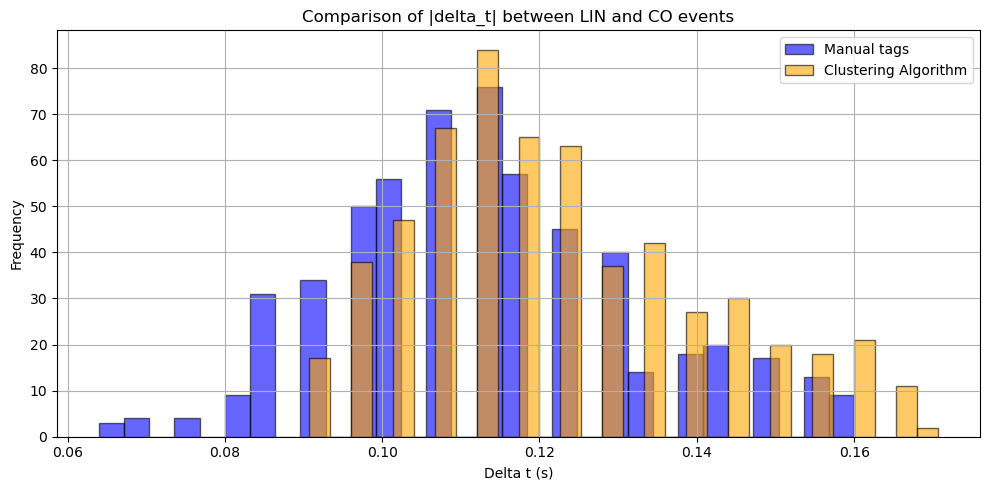 Comparison of |delta_t| between LIN and CO events
Manual tags
Clustering Algorithm
80
70
60
50
40
30
20
10
0
Frequency
0.06 0.08 0.10 0.12 0.14 0.16
Delta t (s)